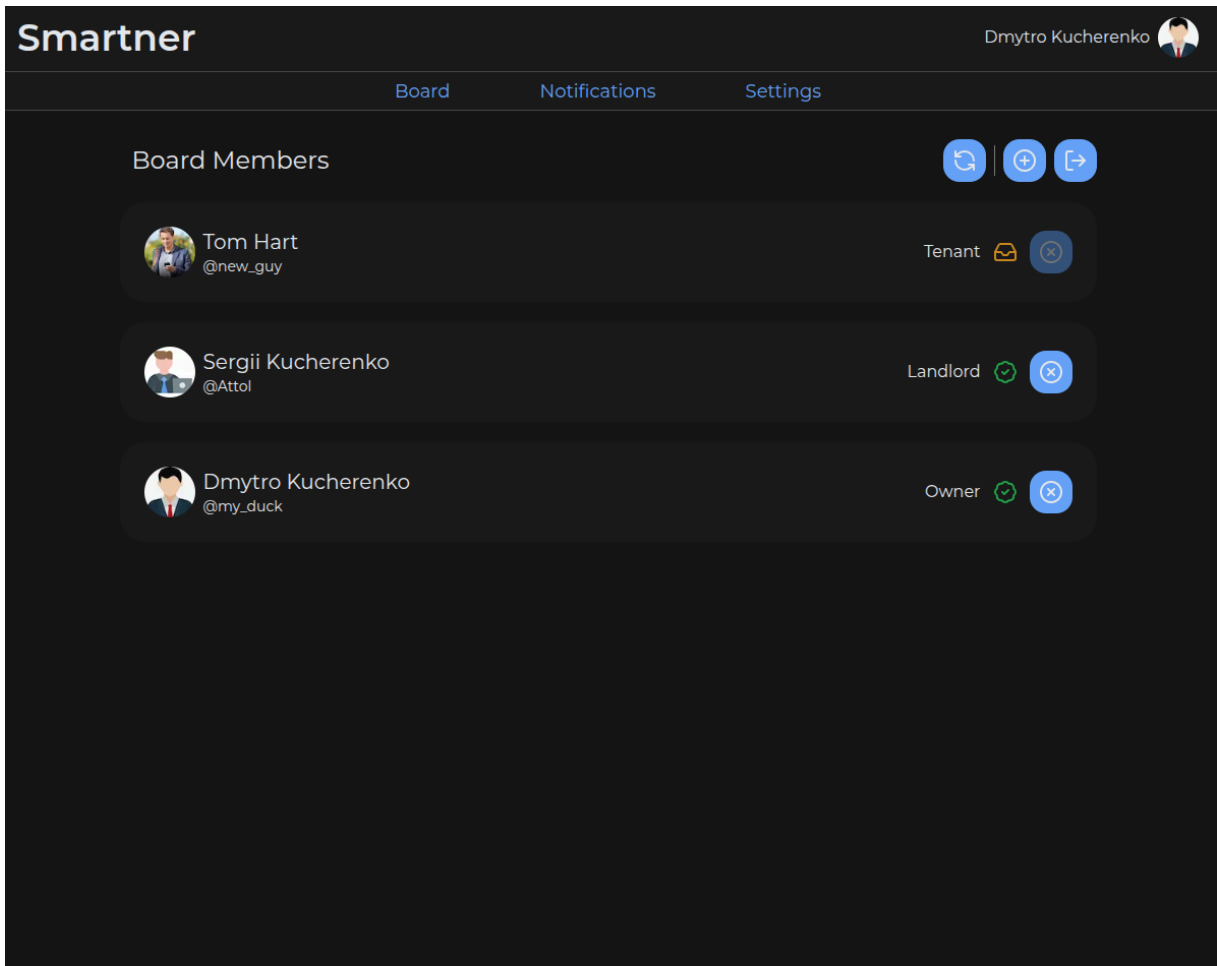 Smartner
Dmytro Kucherenko
Board Notifications Settings
Board Members
Tom Hart
@new_guy
Tenant
Sergii Kucherenko
@Attol
Landlord
Dmytro Kucherenko
@my_duck
Owner